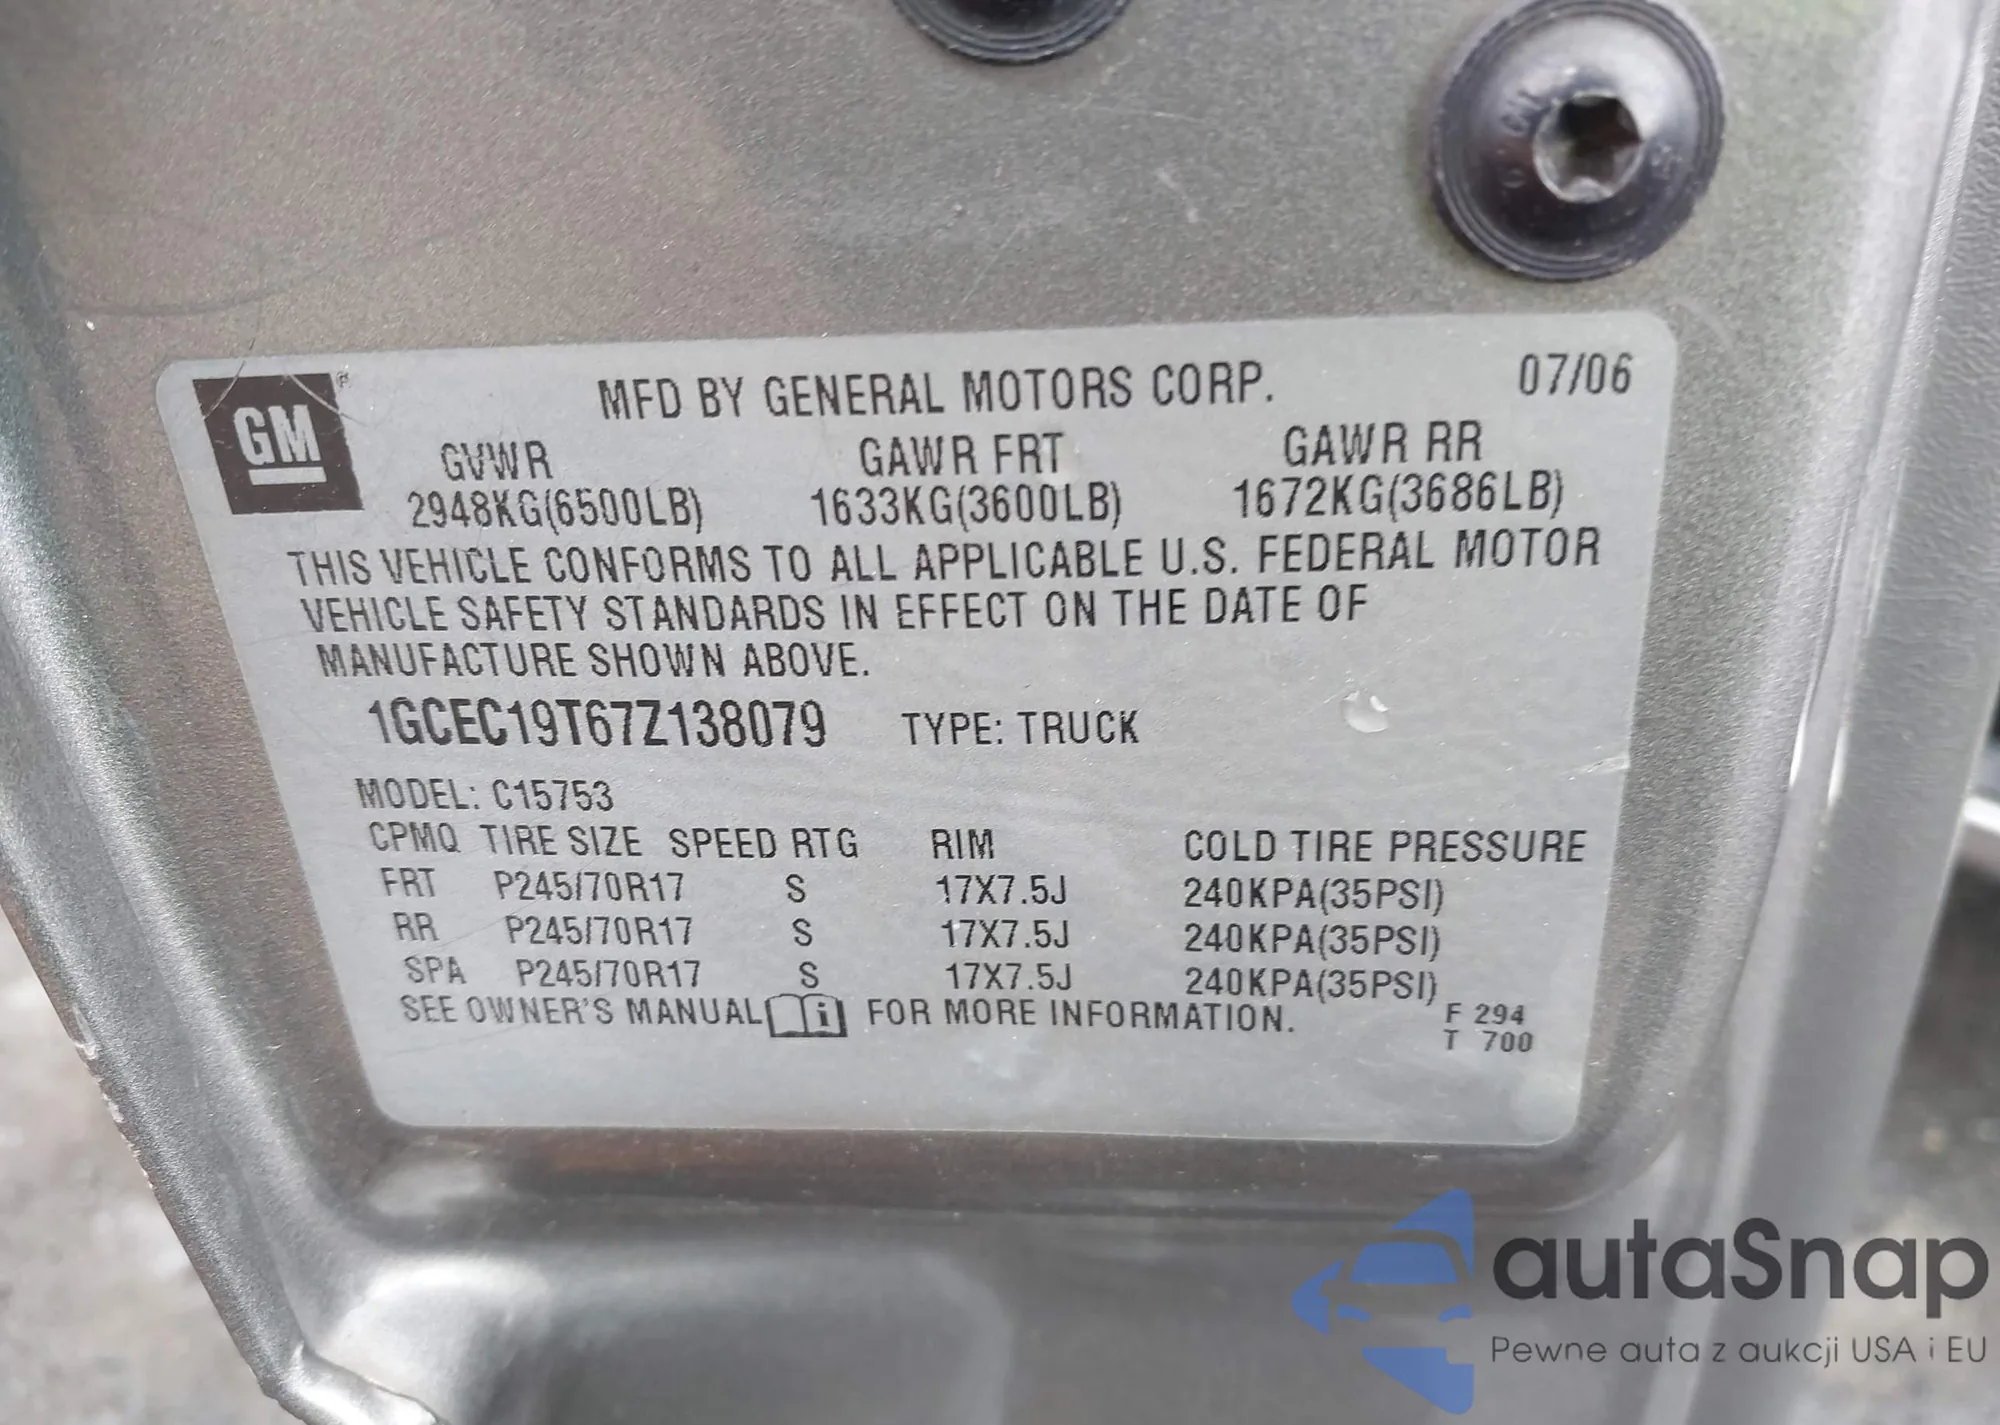 GM
MFD BY GENERAL MOTORS CORP. 07/06
GVWR GAWR FRT GAWR RR
2948KG(6500LB) 1633KG(3600LB) 1672KG(3686LB)
THIS VEHICLE CONFORMS TO ALL APPLICABLE U.S. FEDERAL MOTOR
VEHICLE SAFETY STANDARDS IN EFFECT ON THE DATE OF
MANUFACTURE SHOWN ABOVE.
1GCEC19T67Z138079 TYPE: TRUCK
MODEL: C15753
CPMQ TIRE SIZE SPEED RTG RIM COLD TIRE PRESSURE
FRT P245/70R17 S 17X7.5J 240KPA(35PSI)
RR P245/70R17 S 17X7.5J 240KPA(35PSI)
SPA P245/70R17 S 17X7.5J 240KPA(35PSI)
SEE OWNER'S MANUAL i FOR MORE INFORMATION.
F 294
T 700
autaSnap
Pewne auta z aukcji USA i EU